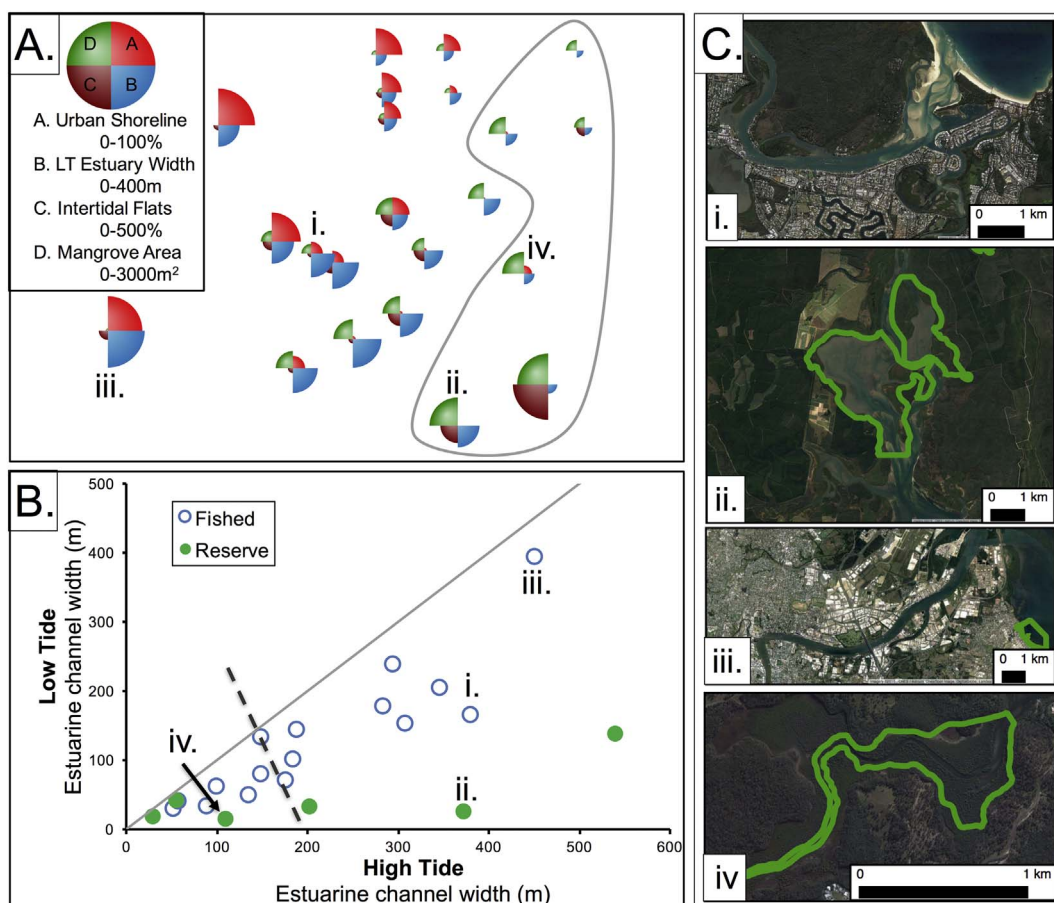 A.
D A
C B
A. Urban Shoreline
0-100%
B. LT Estuary Width
0-400m
C. Intertidal Flats
0-500%
D. Mangrove Area
0-3000m²
i.
iv.
iii.
ii.
B.
500
400
300
200
100
0
Low Tide
Estuarine channel width (m)
Fished
Reserve
iii.
i.
iv.
ii.
0 100 200 300 400 500 600
High Tide
Estuarine channel width (m)
C.
i.
0 1 km
ii.
0 1 km
iii.
0 1 km
iv
0 1 km